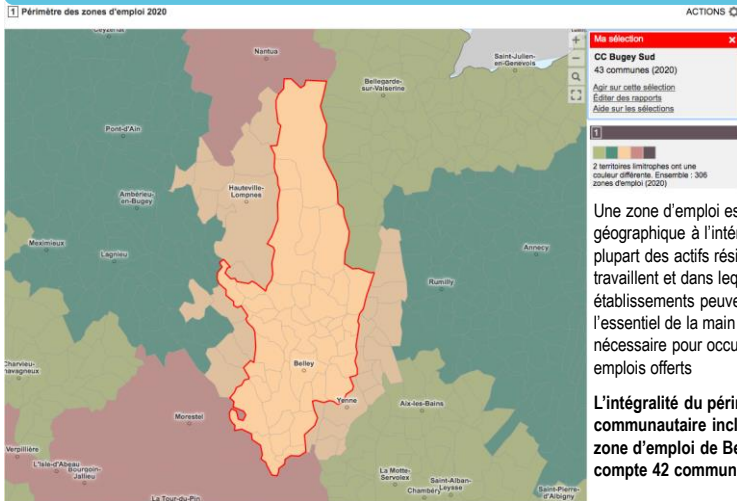 1 Périmètre des zones d'emploi 2020
ACTIONS
Nantua
Saint-Julien-
en-Genevois
Bellegarde-
sur-Valserine
Pont-d'Ain
Ambérieu-
en-Bugey
Hauteville-
Lompnes
Meximieux
Lagnieu
Annecy
Rumilly
Belley
Yenne
Aix-les-Bains
Morestel
Verpillière
L'Isle-d'Abeau
Bourgoin-
Jallieu
La Tour-du-Pin
La Motte-
Servolex
Saint-Alban-
Leysse
Chambéry
Saint-Pierre-
d'Albigny
Ma sélection
CC Bugey Sud
43 communes (2020)
Agir sur cette sélection
Éditer des rapports
Aide sur les sélections
1
2 territoires limitrophes ont une
couleur différente. Ensemble : 306
zones d'emploi (2020)
Une zone d'emploi es
géographique à l'intér
plupart des actifs rési
travaillent et dans leq
établissements peuve
l'essentiel de la main
nécessaire pour occu
emplois offerts
L'intégralité du périr
communautaire incl
zone d'emploi de Be
compte 42 commun